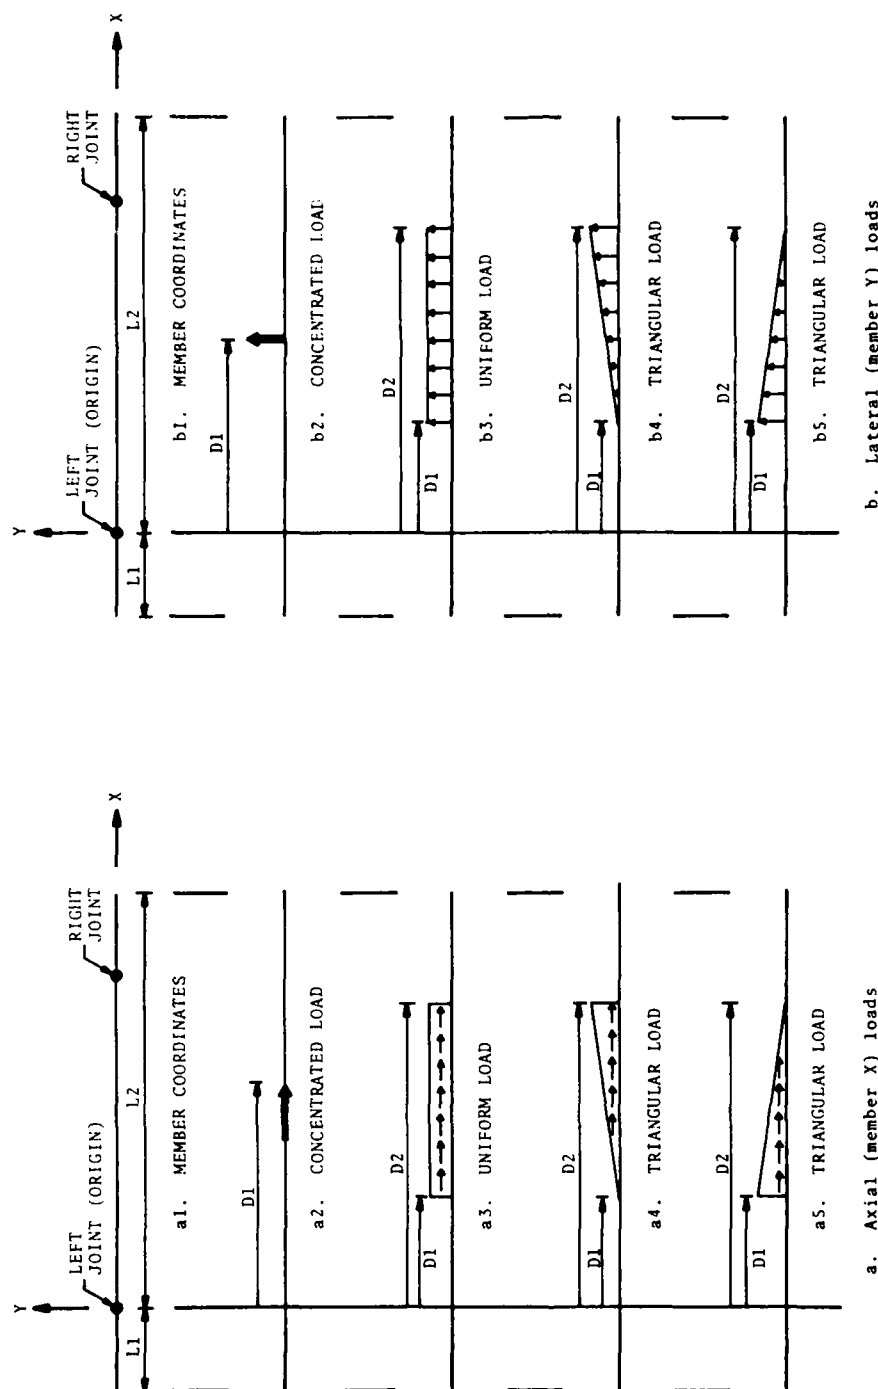 Y
LEFT
JOINT (ORIGIN)
RIGHT
JOINT
X
L1
L2
a1. MEMBER COORDINATES
D1
a2. CONCENTRATED LOAD
D2
D1
a3. UNIFORM LOAD
D2
D1
a4. TRIANGULAR LOAD
D2
D1
a5. TRIANGULAR LOAD
a. Axial (member X) loads
Y
LEFT
JOINT (ORIGIN)
RIGHT
JOINT
X
L1
L2
b1. MEMBER COORDINATES
D1
b2. CONCENTRATED LOAD
D2
D1
b3. UNIFORM LOAD
D2
D1
b4. TRIANGULAR LOAD
D2
D1
b5. TRIANGULAR LOAD
b. Lateral (member Y) loads